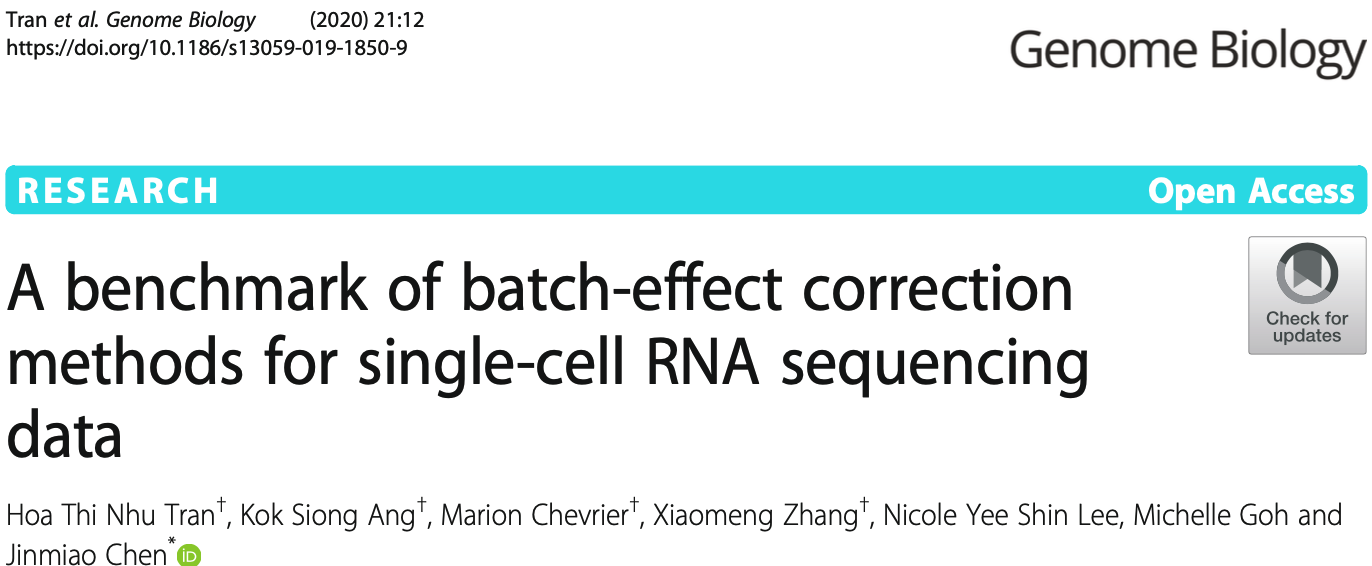 Tran et al. Genome Biology (2020) 21:12
https://doi.org/10.1186/s13059-019-1850-9
Genome Biology
RESEARCH Open Access
A benchmark of batch-effect correction
methods for single-cell RNA sequencing
data
Check for
updates
Hoa Thi Nhu Tran†, Kok Siong Ang†, Marion Chevrier†, Xiaomeng Zhang†, Nicole Yee Shin Lee, Michelle Goh and
Jinmiao Chen* iD